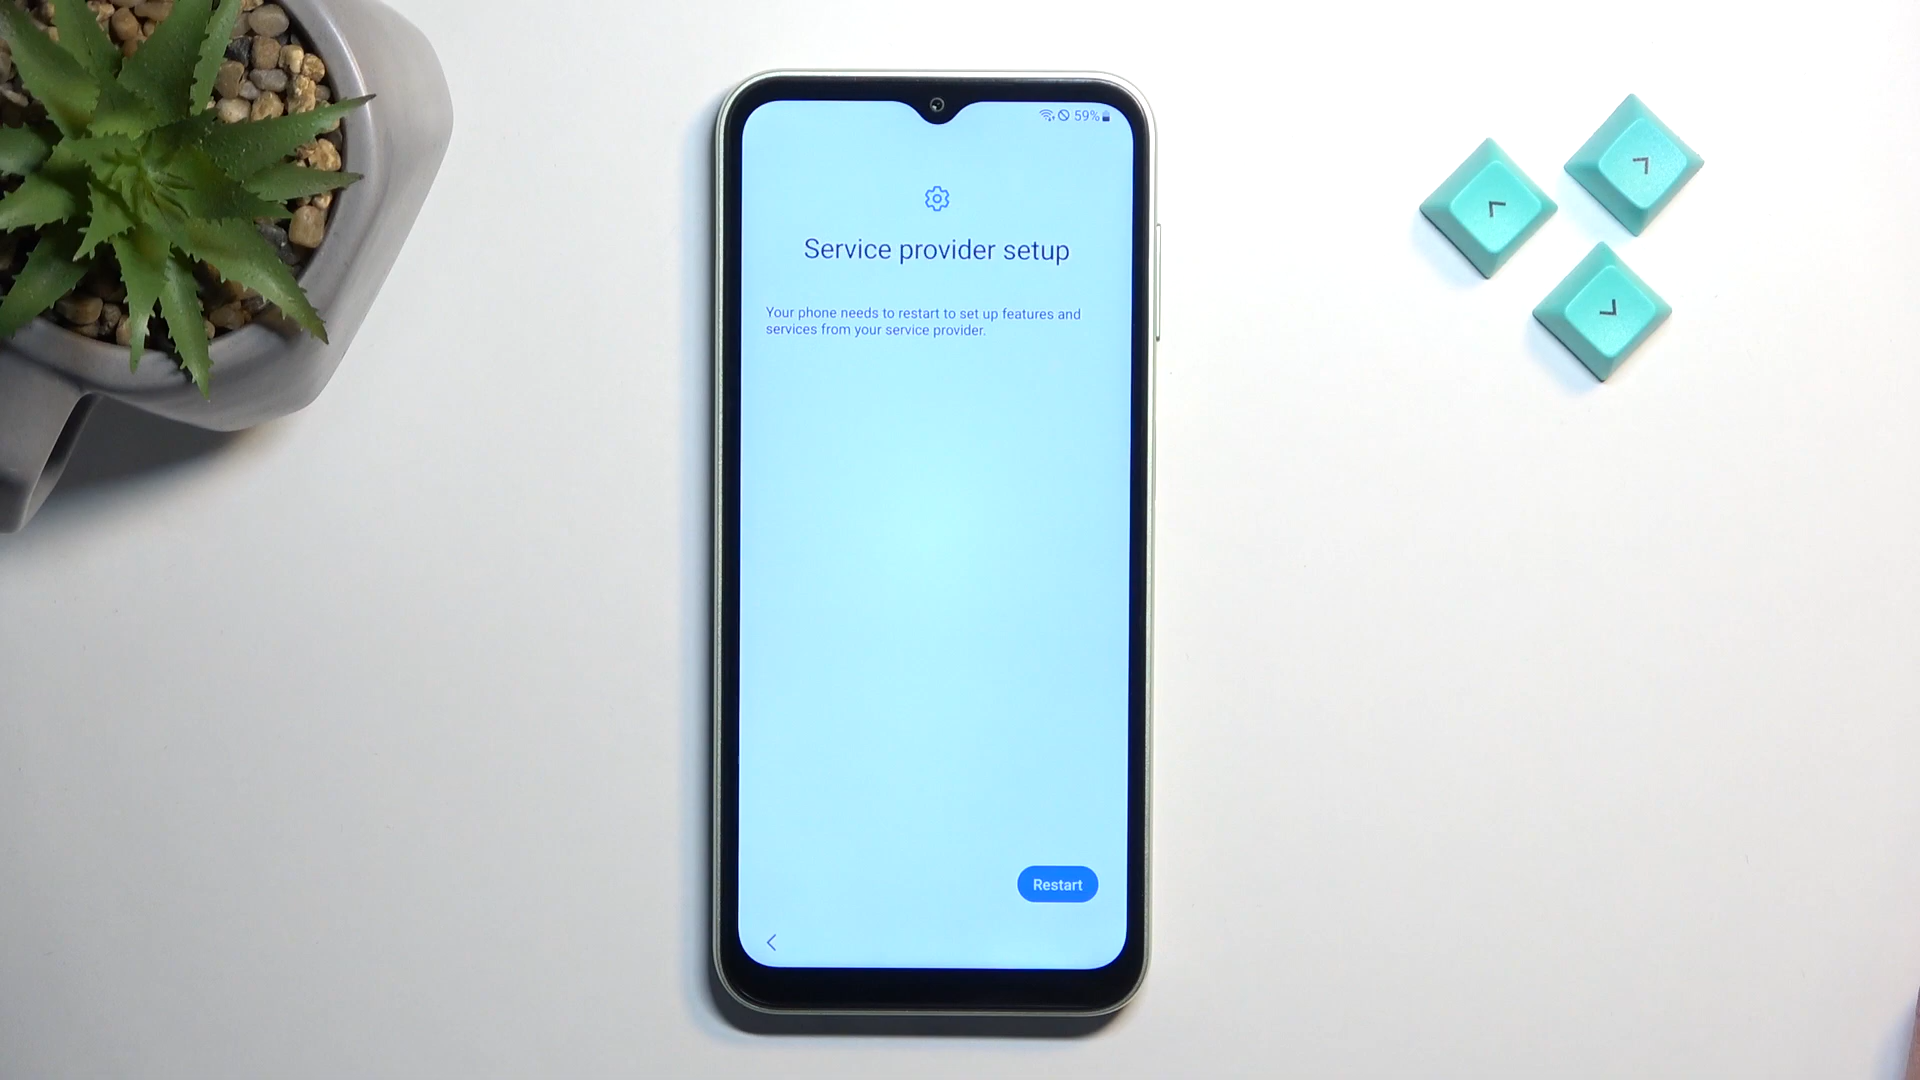 59%
Service provider setup
Your phone needs to restart to set up features and
services from your service provider.
Restart